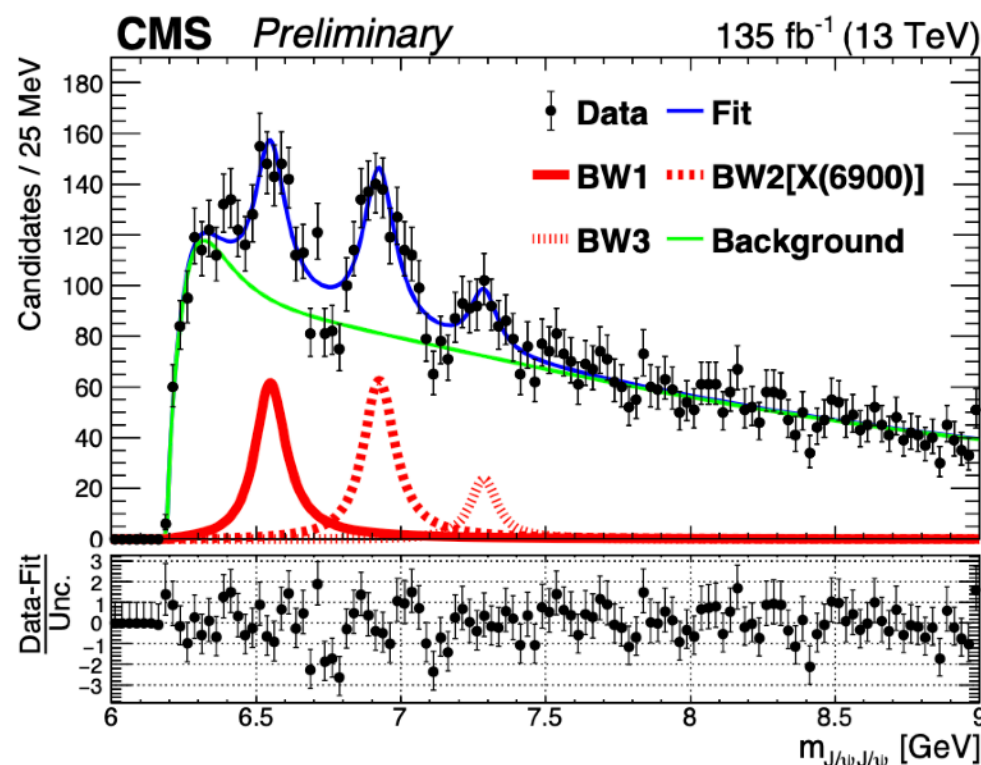 CMS Preliminary 135 fb⁻¹ (13 TeV)
Candidates / 25 MeV
180
160
140
120
100
80
60
40
20
0
Data Fit
BW1 BW2[X(6900)]
BW3 Background
Data-Fit
Unc.
3
2
1
0
−1
−2
−3
6 6.5 7 7.5 8 8.5 9
m_J/ψJ/ψ [GeV]